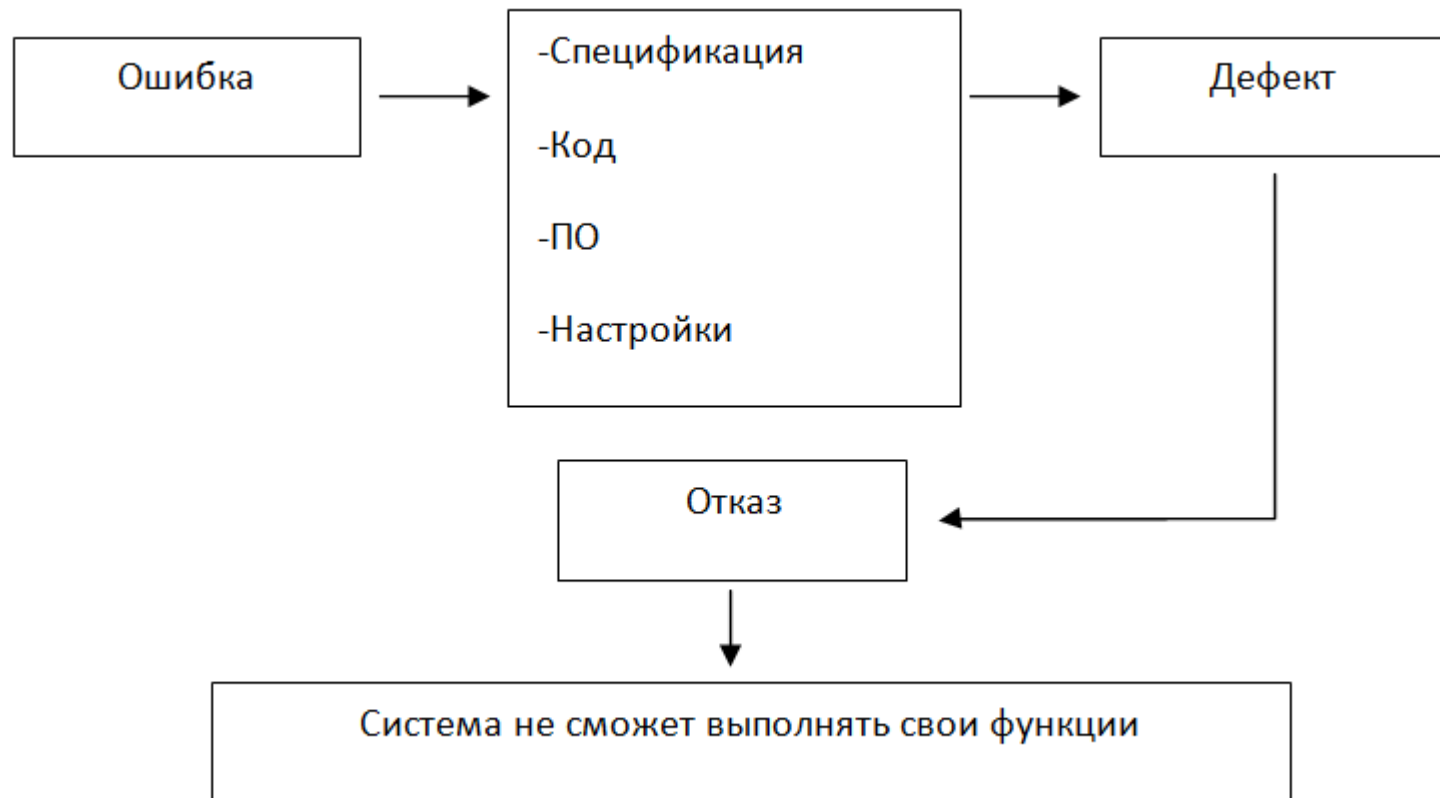 Ошибка
-Спецификация
-Код
-ПО
-Настройки
Дефект
Отказ
Система не сможет выполнять свои функции